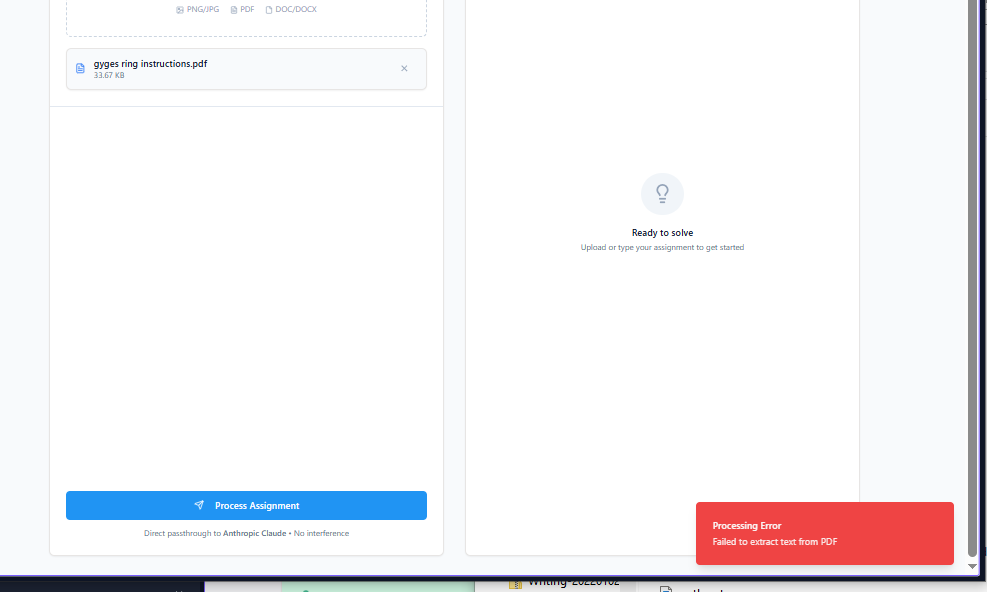 PNG/JPG PDF DOC/DOCX
gyges ring instructions.pdf
33.67 KB
Ready to solve
Upload or type your assignment to get started
Process Assignment
Direct passthrough to Anthropic Claude • No interference
Processing Error
Failed to extract text from PDF